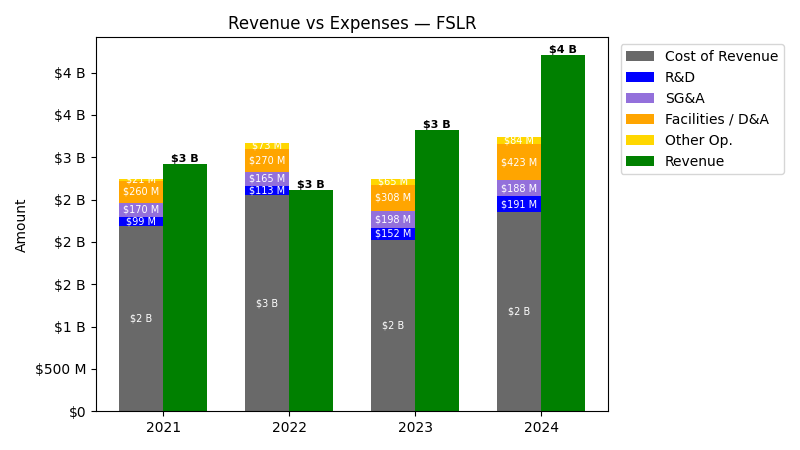 Revenue vs Expenses — FSLR
Amount
$4 B
$4 B
$3 B
$2 B
$2 B
$2 B
$1 B
$500 M
$0
$21 M
$260 M
$170 M
$99 M
$2 B
$3 B
$73 M
$270 M
$165 M
$113 M
$3 B
$3 B
$65 M
$308 M
$198 M
$152 M
$2 B
$3 B
$84 M
$423 M
$188 M
$191 M
$2 B
$4 B
2021
2022
2023
2024
Cost of Revenue
R&D
SG&A
Facilities / D&A
Other Op.
Revenue